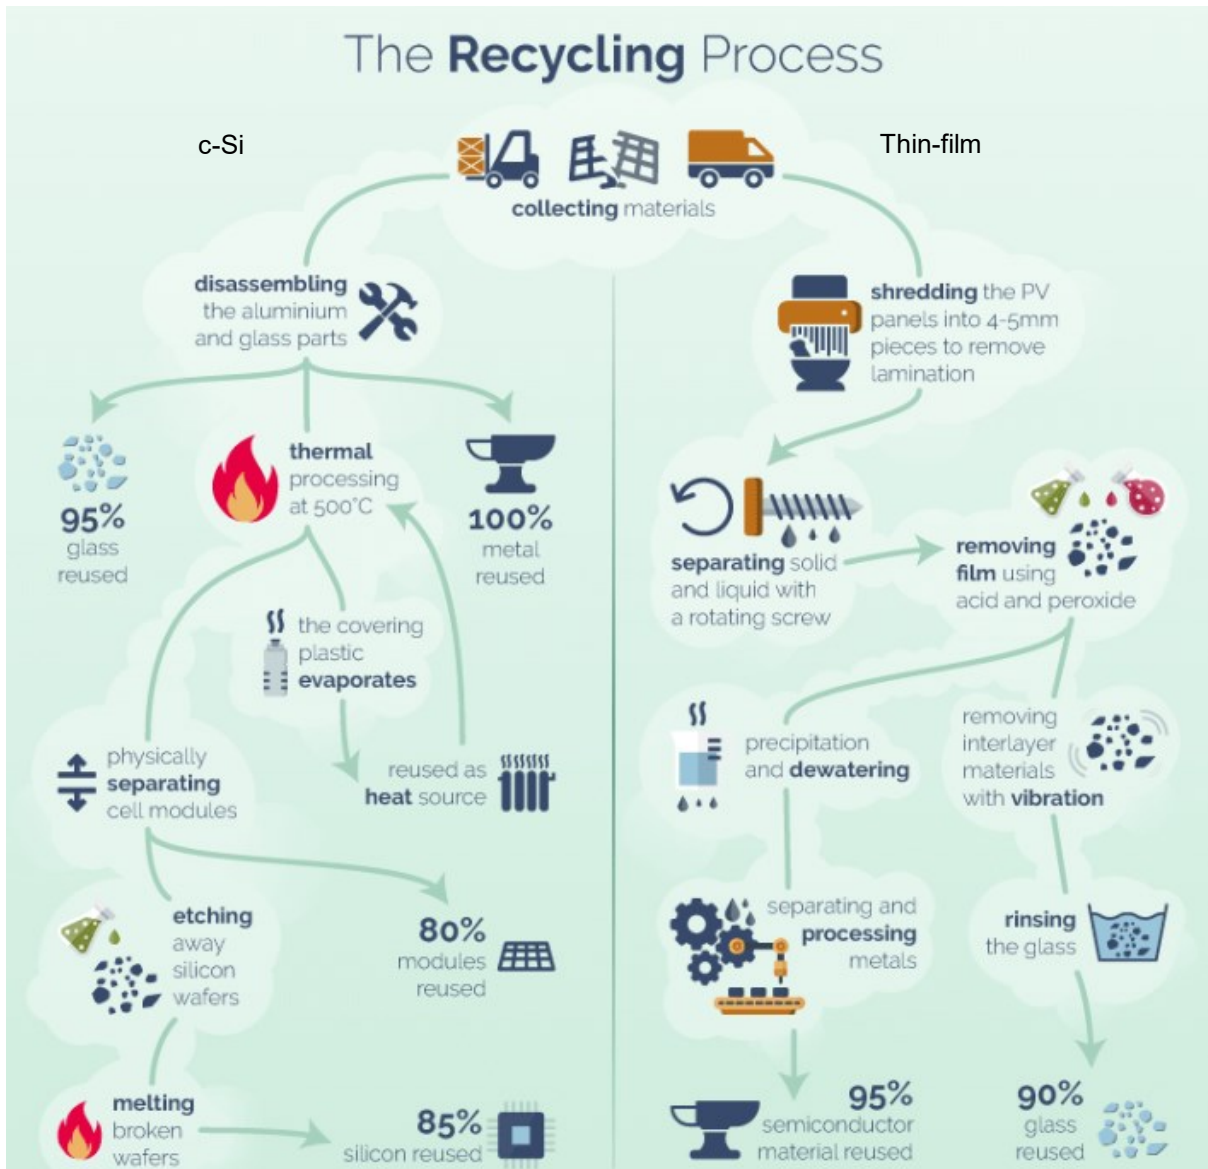 The Recycling Process
c-Si
Thin-film
collecting materials
disassembling
the aluminium
and glass parts
95%
glass
reused
thermal
processing
at 500°C
100%
metal
reused
the covering
plastic
evaporates
reused as
heat source
physically
separating
cell modules
80%
modules
reused
etching
away
silicon
wafers
melting
broken
wafers
85%
silicon reused
shredding the PV
panels into 4-5mm
pieces to remove
lamination
separating solid
and liquid with
a rotating screw
removing
film using
acid and peroxide
precipitation
and dewatering
removing
interlayer
materials
with vibration
separating and
processing
metals
rinsing
the glass
95%
semiconductor
material reused
90%
glass
reused